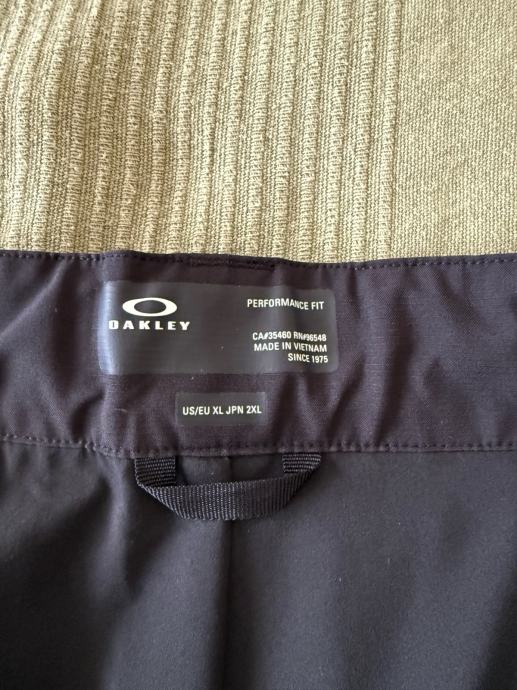 OAKLEY
PERFORMANCE FIT
CA#35460 RN#96548
MADE IN VIETNAM
SINCE 1975
US/EU XL JPN 2XL